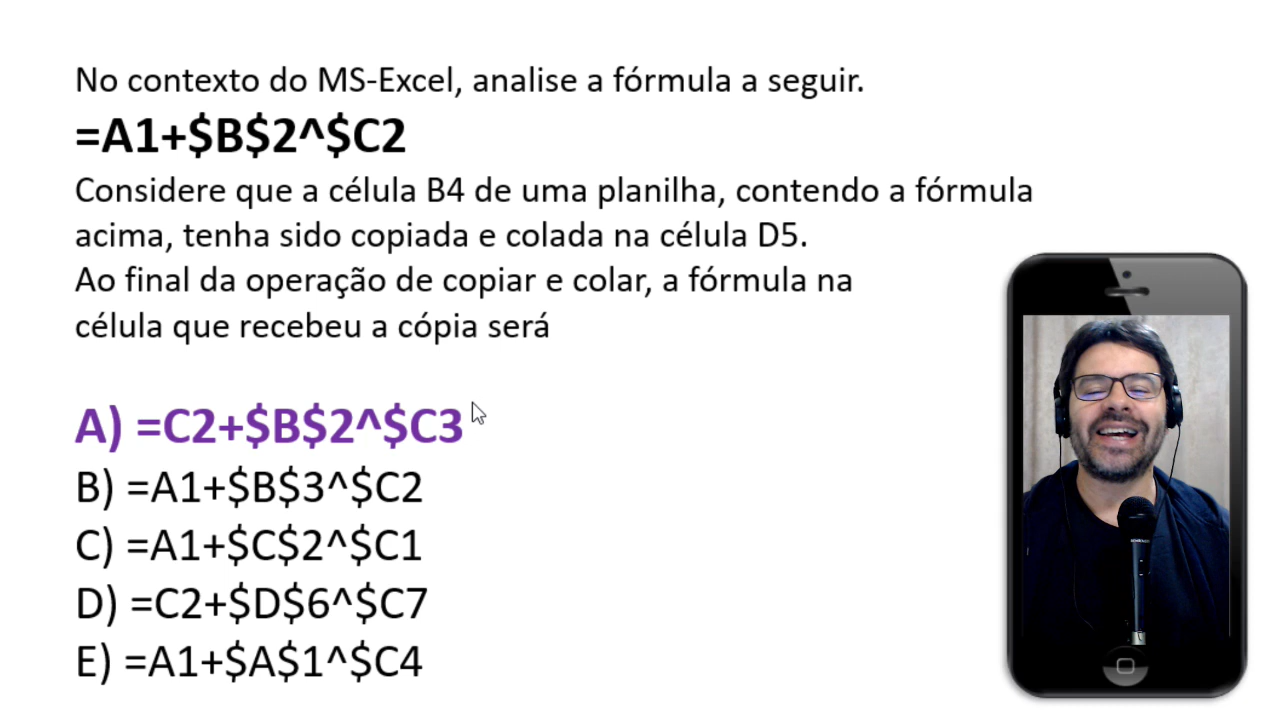 No contexto do MS-Excel, analise a fórmula a seguir.
=A1+$B$2^$C2
Considere que a célula B4 de uma planilha, contendo a fórmula
acima, tenha sido copiada e colada na célula D5.
Ao final da operação de copiar e colar, a fórmula na
célula que recebeu a cópia será
A) =C2+$B$2^$C3
B) =A1+$B$3^$C2
C) =A1+$C$2^$C1
D) =C2+$D$6^$C7
E) =A1+$A$1^$C4